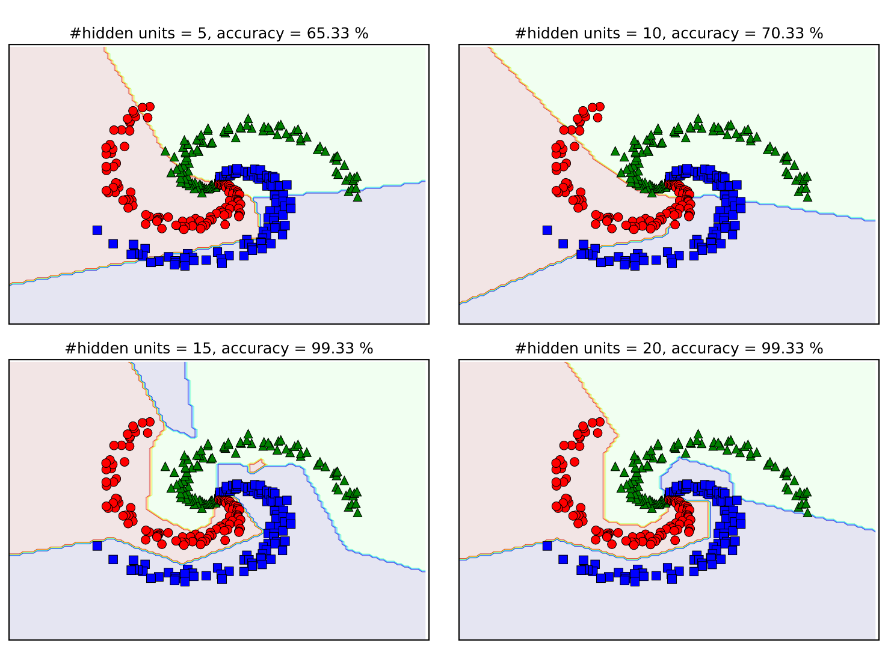 #hidden units = 5, accuracy = 65.33 %
#hidden units = 10, accuracy = 70.33 %
#hidden units = 15, accuracy = 99.33 %
#hidden units = 20, accuracy = 99.33 %